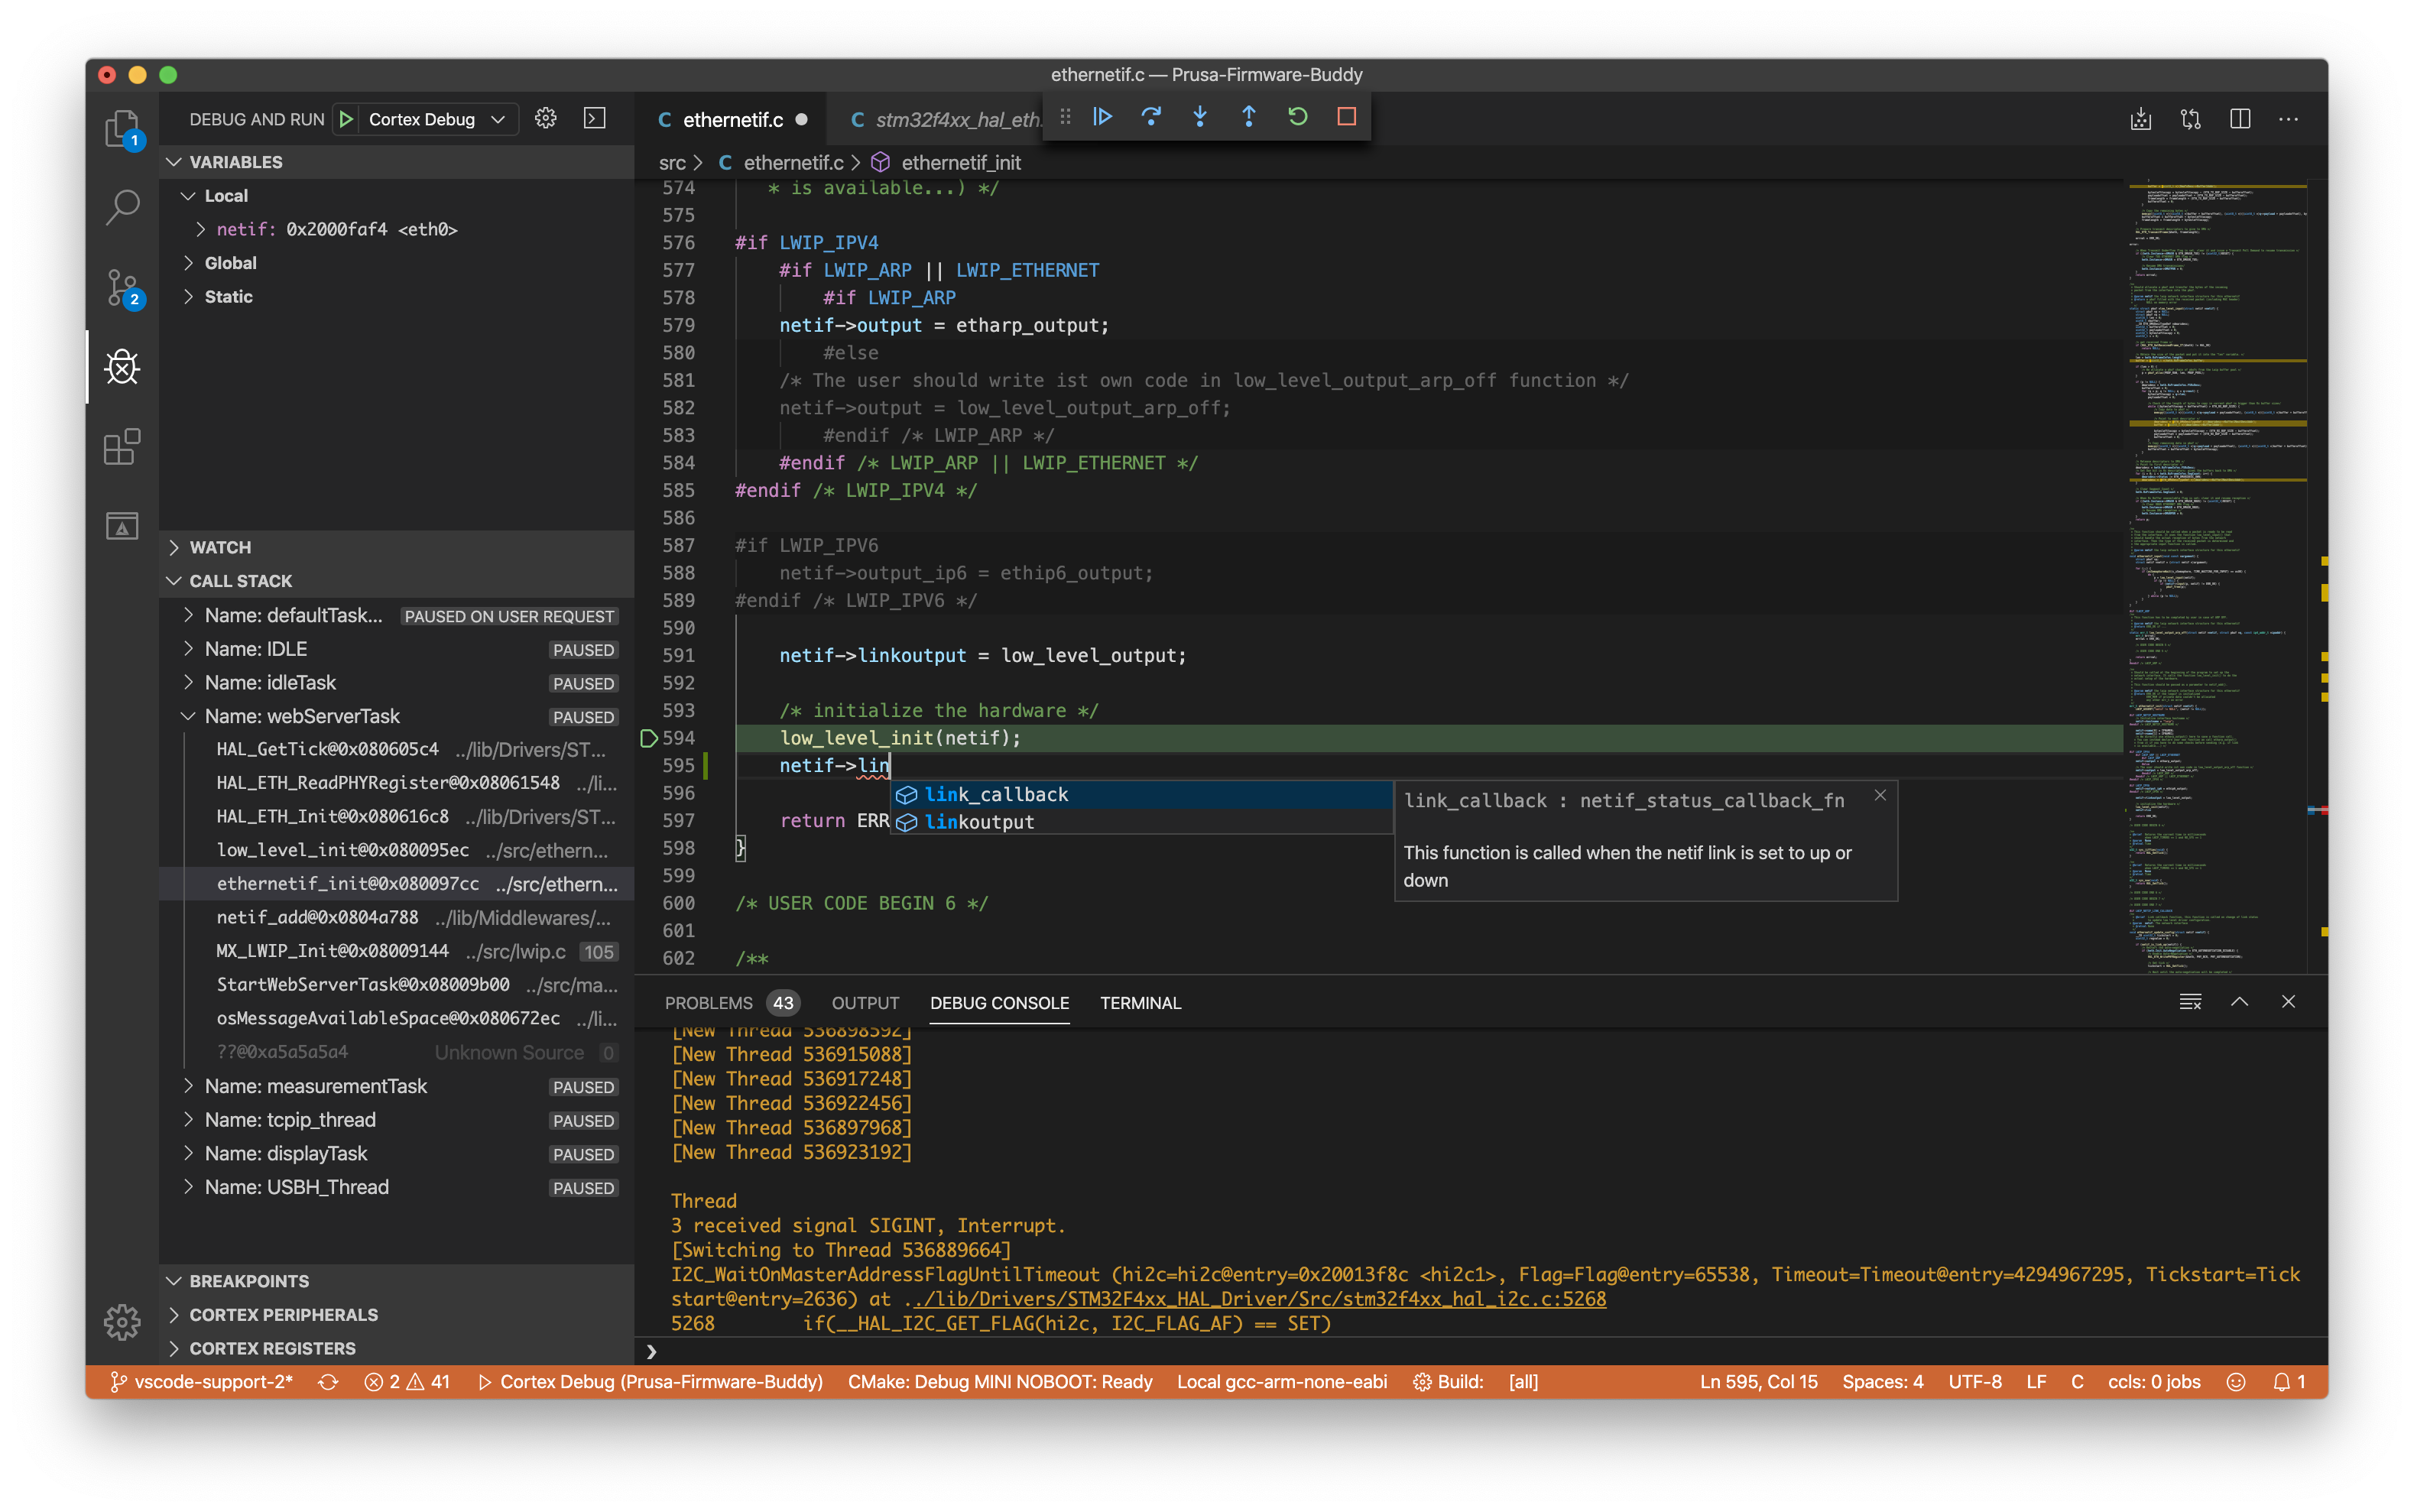 ethernetif.c — Prusa-Firmware-Buddy
DEBUG AND RUN Cortex Debug
ethernetif.c
stm32f4xx_hal_eth.
src ethernetif.c ethernetif_init
1
2
VARIABLES
Local
netif: 0x2000faf4 <eth0>
Global
Static
WATCH
CALL STACK
Name: defaultTask... PAUSED ON USER REQUEST
Name: IDLE PAUSED
Name: idleTask PAUSED
Name: webServerTask PAUSED
HAL_GetTick@0x080605c4 ../lib/Drivers/ST...
HAL_ETH_ReadPHYRegister@0x08061548 ../li...
HAL_ETH_Init@0x080616c8 ../lib/Drivers/ST...
low_level_init@0x080095ec ../src/ethern...
ethernetif_init@0x080097cc ../src/ethern...
netif_add@0x0804a788 ../lib/Middlewares/...
MX_LWIP_Init@0x08009144 ../src/lwip.c 105
StartWebServerTask@0x08009b00 ../src/ma...
osMessageAvailableSpace@0x080672ec ../li...
??@0xa5a5a5a4 Unknown Source 0
Name: measurementTask PAUSED
Name: tcpip_thread PAUSED
Name: displayTask PAUSED
Name: USBH_Thread PAUSED
BREAKPOINTS
CORTEX PERIPHERALS
CORTEX REGISTERS
574 * is available...) */
575
576 #if LWIP_IPV4
577 #if LWIP_ARP || LWIP_ETHERNET
578 #if LWIP_ARP
579 netif->output = etharp_output;
580 #else
581 /* The user should write ist own code in low_level_output_arp_off function */
582 netif->output = low_level_output_arp_off;
583 #endif /* LWIP_ARP */
584 #endif /* LWIP_ARP || LWIP_ETHERNET */
585 #endif /* LWIP_IPV4 */
586
587 #if LWIP_IPV6
588 netif->output_ip6 = ethip6_output;
589 #endif /* LWIP_IPV6 */
590
591 netif->linkoutput = low_level_output;
592
593 /* initialize the hardware */
594 low_level_init(netif);
595 netif->lin
596
597 return ERR
598 }
599
600 /* USER CODE BEGIN 6 */
601
602 /**
link_callback
linkoutput
link_callback : netif_status_callback_fn
This function is called when the netif link is set to up or
down
PROBLEMS 43 OUTPUT DEBUG CONSOLE TERMINAL
[New Thread 536898592]
[New Thread 536915088]
[New Thread 536917248]
[New Thread 536922456]
[New Thread 536897968]
[New Thread 536923192]
Thread
3 received signal SIGINT, Interrupt.
[Switching to Thread 536889664]
I2C_WaitOnMasterAddressFlagUntilTimeout (hi2c=hi2c@entry=0x20013f8c <hi2c1>, Flag=Flag@entry=65538, Timeout=Timeout@entry=4294967295, Tickstart=Tick
start@entry=2636) at ../lib/Drivers/STM32F4xx_HAL_Driver/Src/stm32f4xx_hal_i2c.c:5268
5268 if(__HAL_I2C_GET_FLAG(hi2c, I2C_FLAG_AF) == SET)
vscode-support-2* 2 41 Cortex Debug (Prusa-Firmware-Buddy) CMake: Debug MINI NOBOOT: Ready Local gcc-arm-none-eabi Build: [all] Ln 595, Col 15 Spaces: 4 UTF-8 LF C ccls: 0 jobs 1